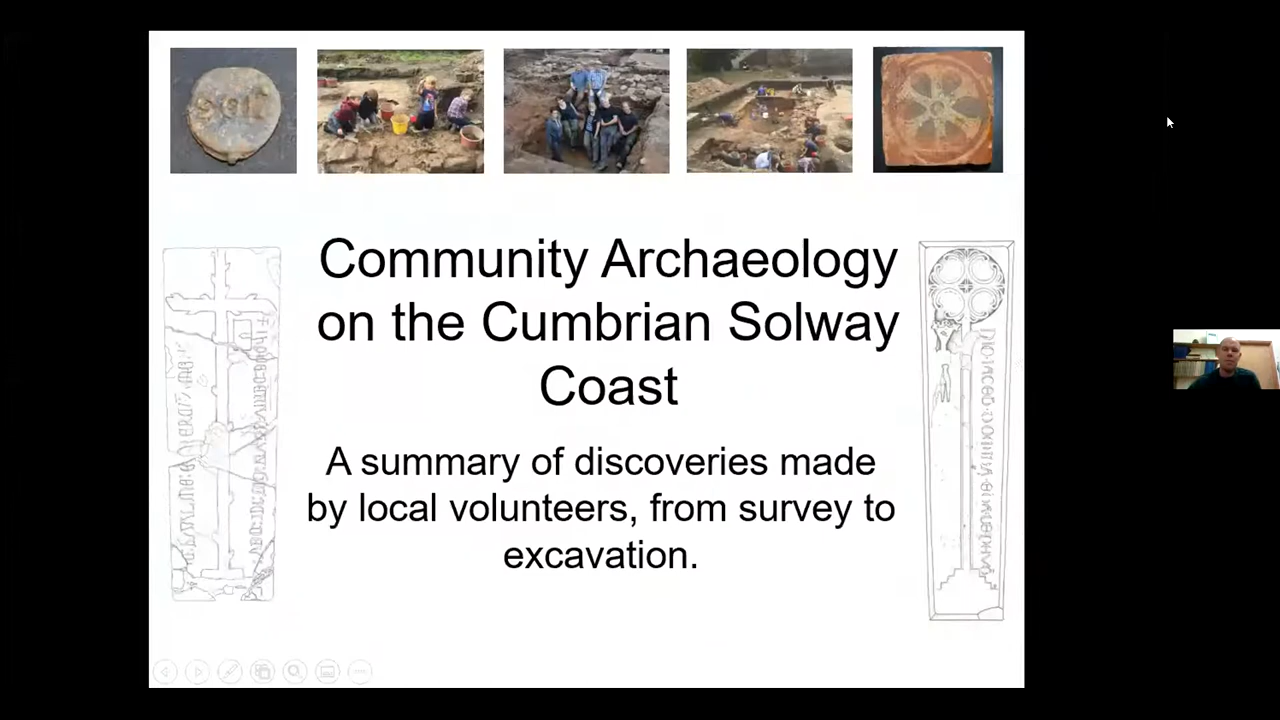 Community Archaeology
on the Cumbrian Solway
Coast
A summary of discoveries made
by local volunteers, from survey to
excavation.